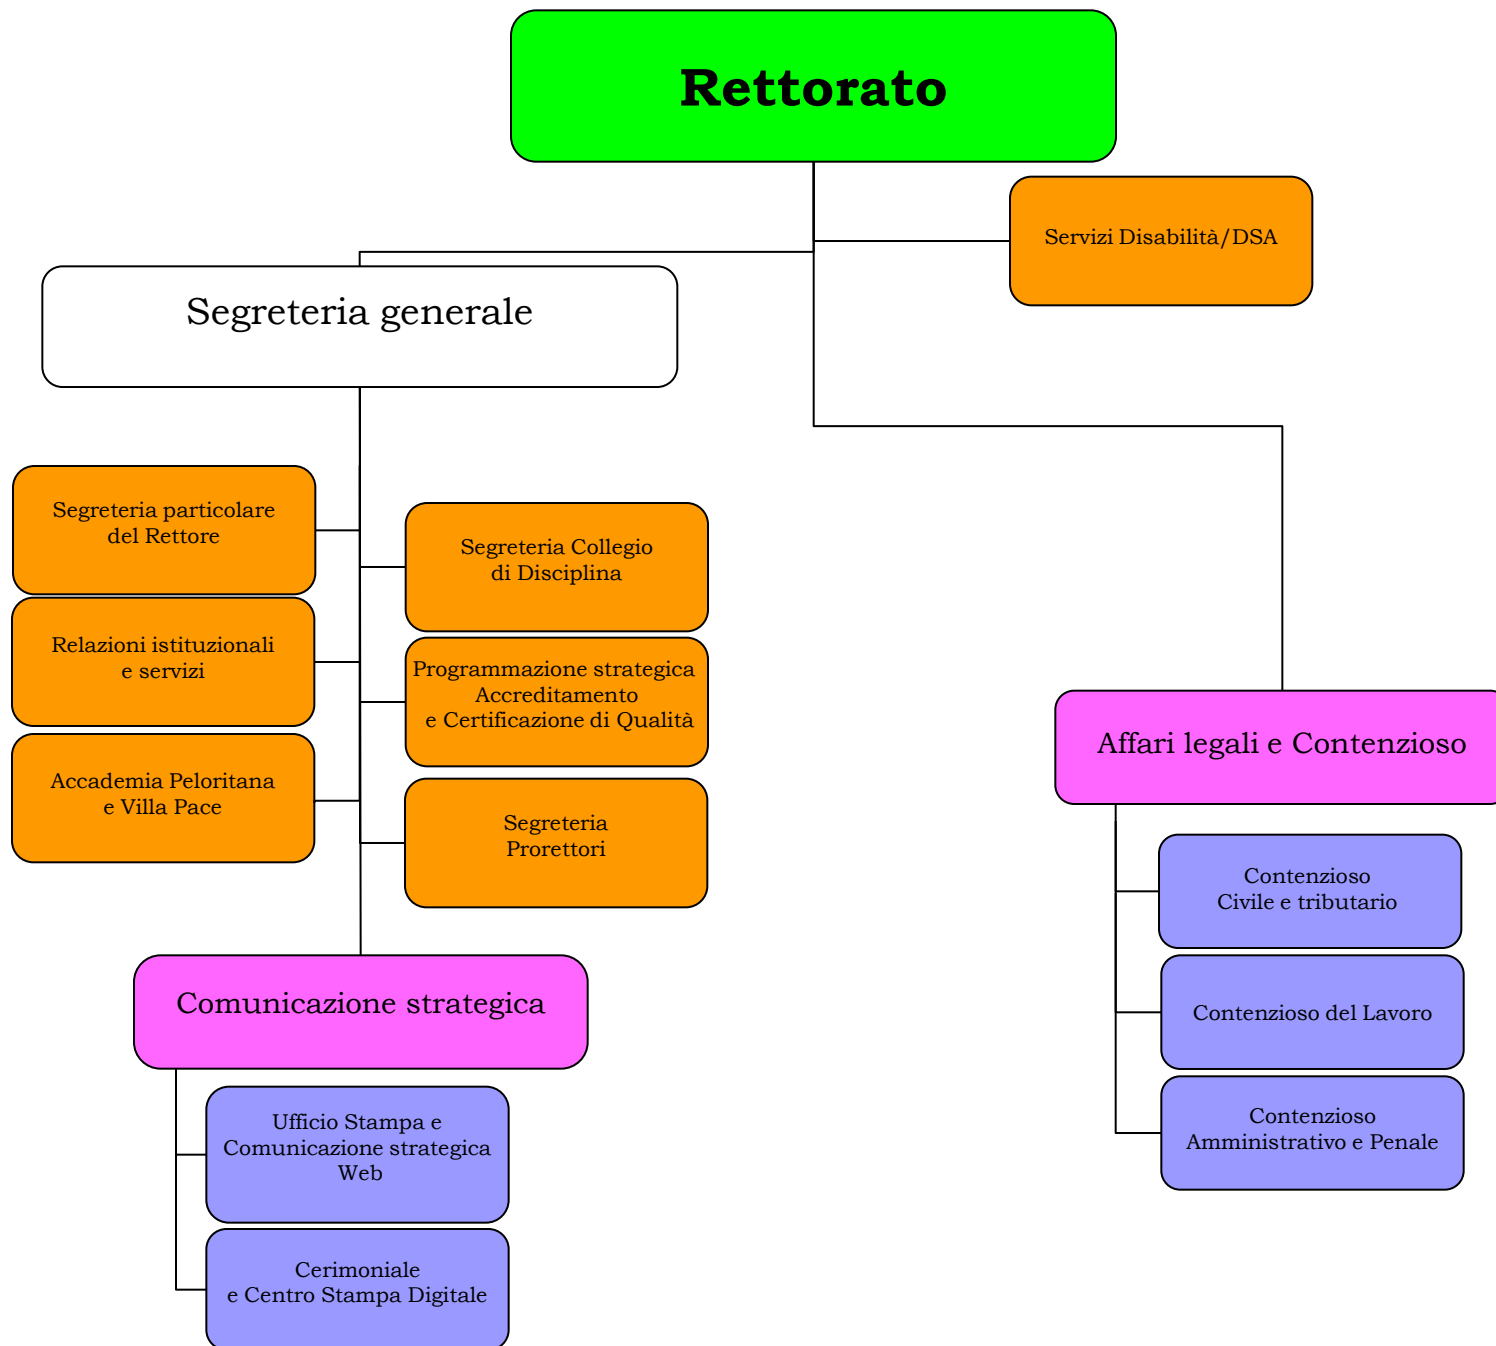 Rettorato
Servizi Disabilità/DSA
Segreteria generale
Segreteria particolare
del Rettore
Segreteria Collegio
di Disciplina
Relazioni istituzionali
e servizi
Programmazione strategica
Accreditamento
e Certificazione di Qualità
Accademia Peloritana
e Villa Pace
Segreteria
Prorettori
Comunicazione strategica
Ufficio Stampa e
Comunicazione strategica
Web
Cerimoniale
e Centro Stampa Digitale
Affari legali e Contenzioso
Contenzioso
Civile e tributario
Contenzioso del Lavoro
Contenzioso
Amministrativo e Penale